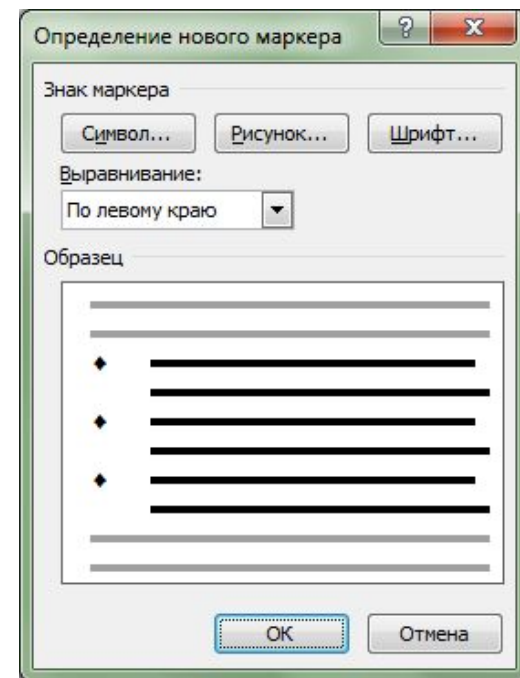 Определение нового маркера
Знак маркера
Символ... Рисунок... Шрифт...
Выравнивание:
По левому краю
Образец
ОК Отмена